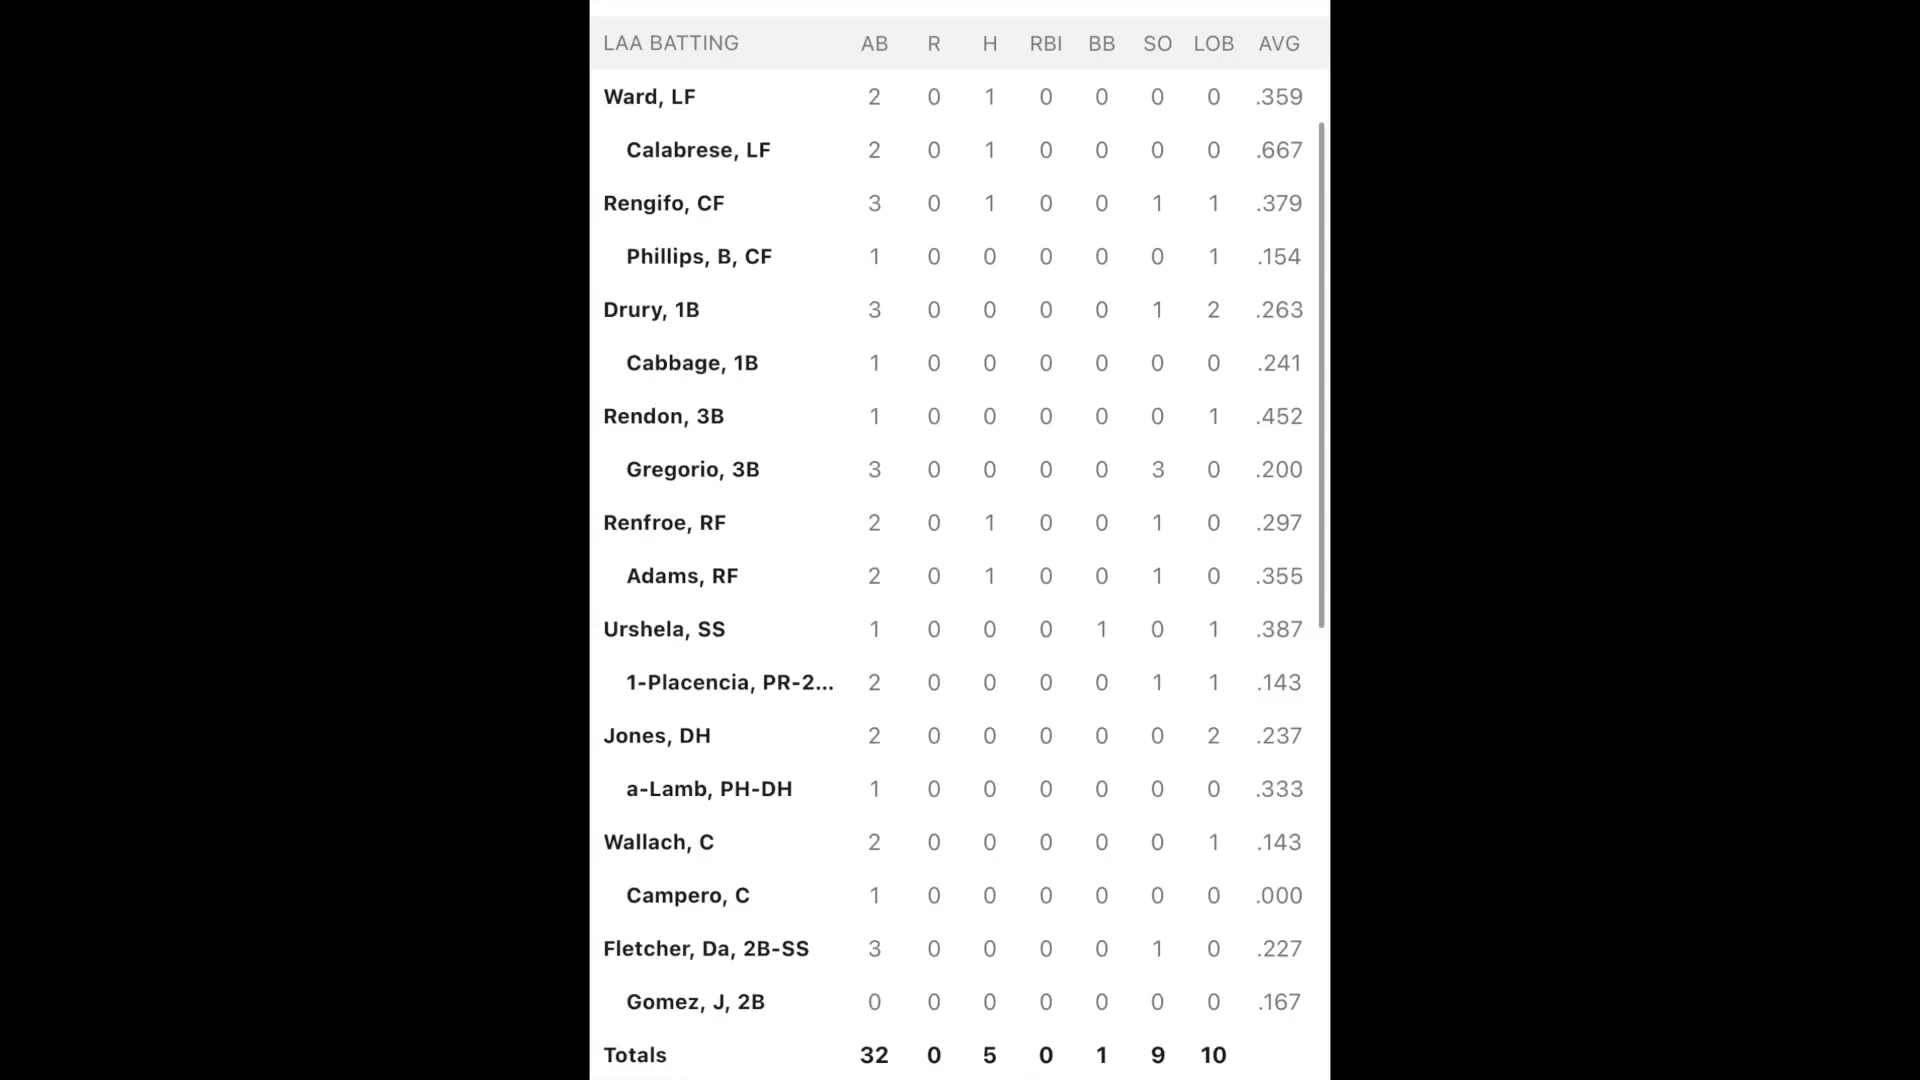 LAA BATTING AB R H RBI BB SO LOB AVG
Ward, LF 2 0 1 0 0 0 0 .359
Calabrese, LF 2 0 1 0 0 0 0 .667
Rengifo, CF 3 0 1 0 0 1 1 .379
Phillips, B, CF 1 0 0 0 0 0 1 .154
Drury, 1B 3 0 0 0 0 1 2 .263
Cabbage, 1B 1 0 0 0 0 0 0 .241
Rendon, 3B 1 0 0 0 0 0 1 .452
Gregorio, 3B 3 0 0 0 0 3 0 .200
Renfroe, RF 2 0 1 0 0 1 0 .297
Adams, RF 2 0 1 0 0 1 0 .355
Urshela, SS 1 0 0 0 1 0 1 .387
1-Placencia, PR-2... 2 0 0 0 0 1 1 .143
Jones, DH 2 0 0 0 0 0 2 .237
a-Lamb, PH-DH 1 0 0 0 0 0 0 .333
Wallach, C 2 0 0 0 0 0 1 .143
Campero, C 1 0 0 0 0 0 0 .000
Fletcher, Da, 2B-SS 3 0 0 0 0 1 0 .227
Gomez, J, 2B 0 0 0 0 0 0 0 .167
Totals 32 0 5 0 1 9 10